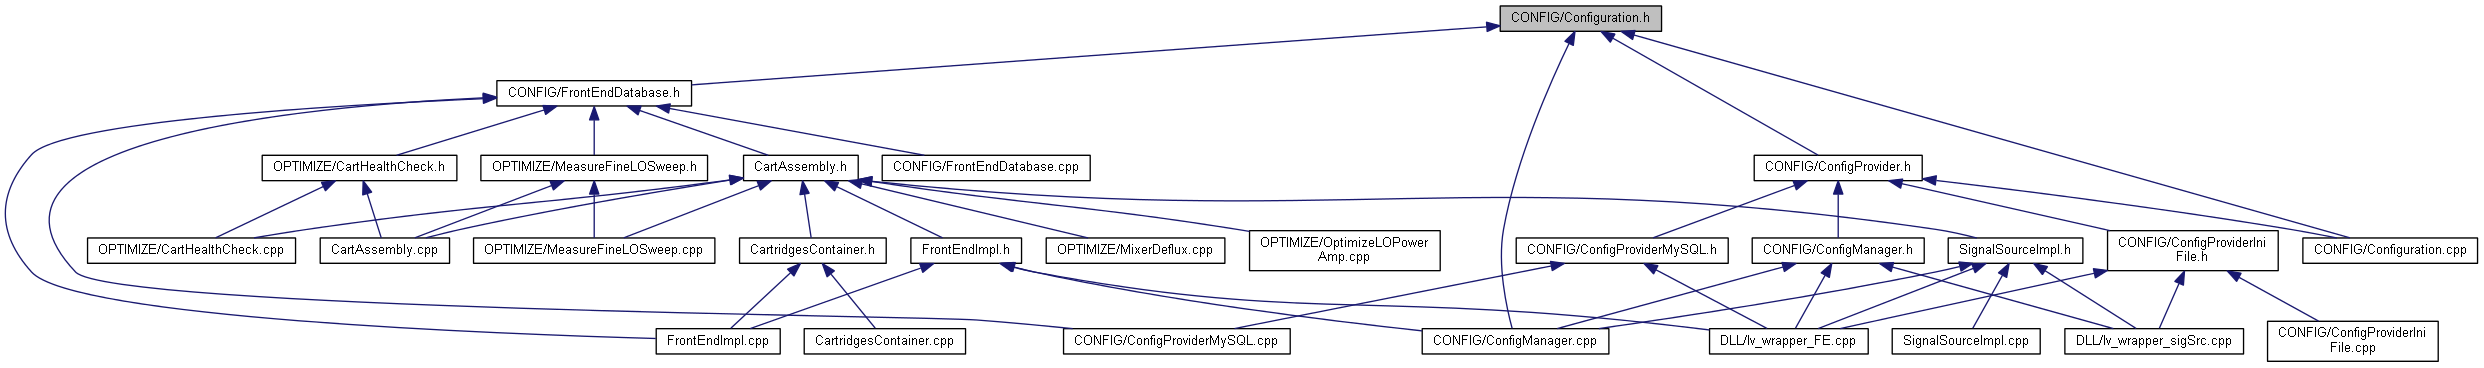 CONFIG/Configuration.h
CONFIG/FrontEndDatabase.h
OPTIMIZE/CartHealthCheck.h
OPTIMIZE/MeasureFineLOSweep.h
CartAssembly.h
CONFIG/FrontEndDatabase.cpp
CONFIG/ConfigProvider.h
OPTIMIZE/CartHealthCheck.cpp
CartAssembly.cpp
OPTIMIZE/MeasureFineLOSweep.cpp
CartridgesContainer.h
FrontEndImpl.h
OPTIMIZE/MixerDeflux.cpp
OPTIMIZE/OptimizeLOPower
Amp.cpp
CONFIG/ConfigProviderMySQL.h
CONFIG/ConfigManager.h
SignalSourceImpl.h
CONFIG/ConfigProviderIni
File.h
CONFIG/Configuration.cpp
FrontEndImpl.cpp
CartridgesContainer.cpp
CONFIG/ConfigProviderMySQL.cpp
CONFIG/ConfigManager.cpp
DLL/lv_wrapper_FE.cpp
SignalSourceImpl.cpp
DLL/lv_wrapper_sigSrc.cpp
CONFIG/ConfigProviderIni
File.cpp